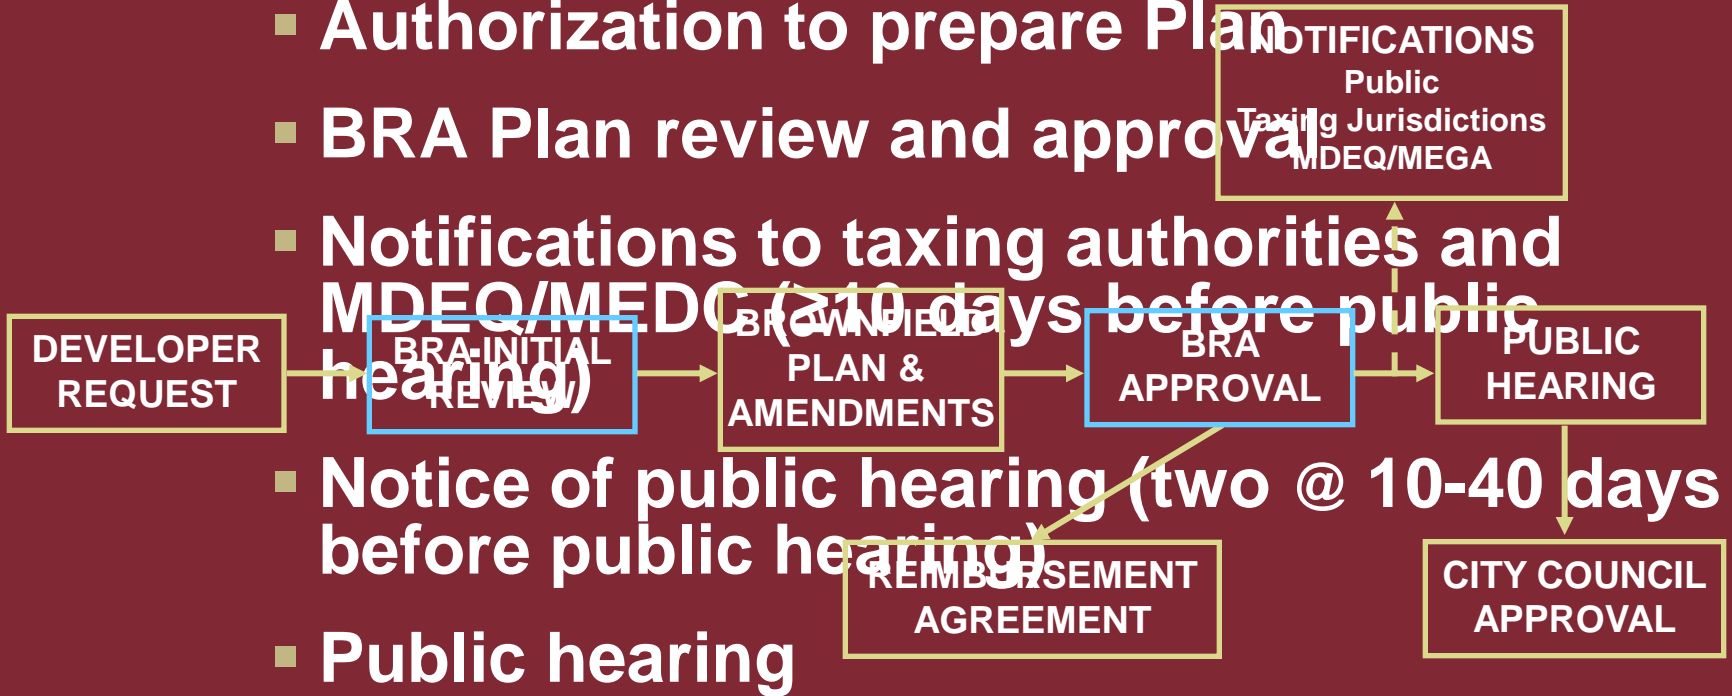 Authorization to prepare Plan
BRA Plan review and approval
Notifications to taxing authorities and
MDEQ/MEDC (>10 days before public
hearing)
Notice of public hearing (two @ 10-40 days
before public hearing)
Public hearing
NOTIFICATIONS
Public
Taxing Jurisdictions
MDEQ/MEGA
DEVELOPER
REQUEST
BRA INITIAL
REVIEW
BROWNFIELD
PLAN &
AMENDMENTS
BRA
APPROVAL
PUBLIC
HEARING
REIMBURSEMENT
AGREEMENT
CITY COUNCIL
APPROVAL